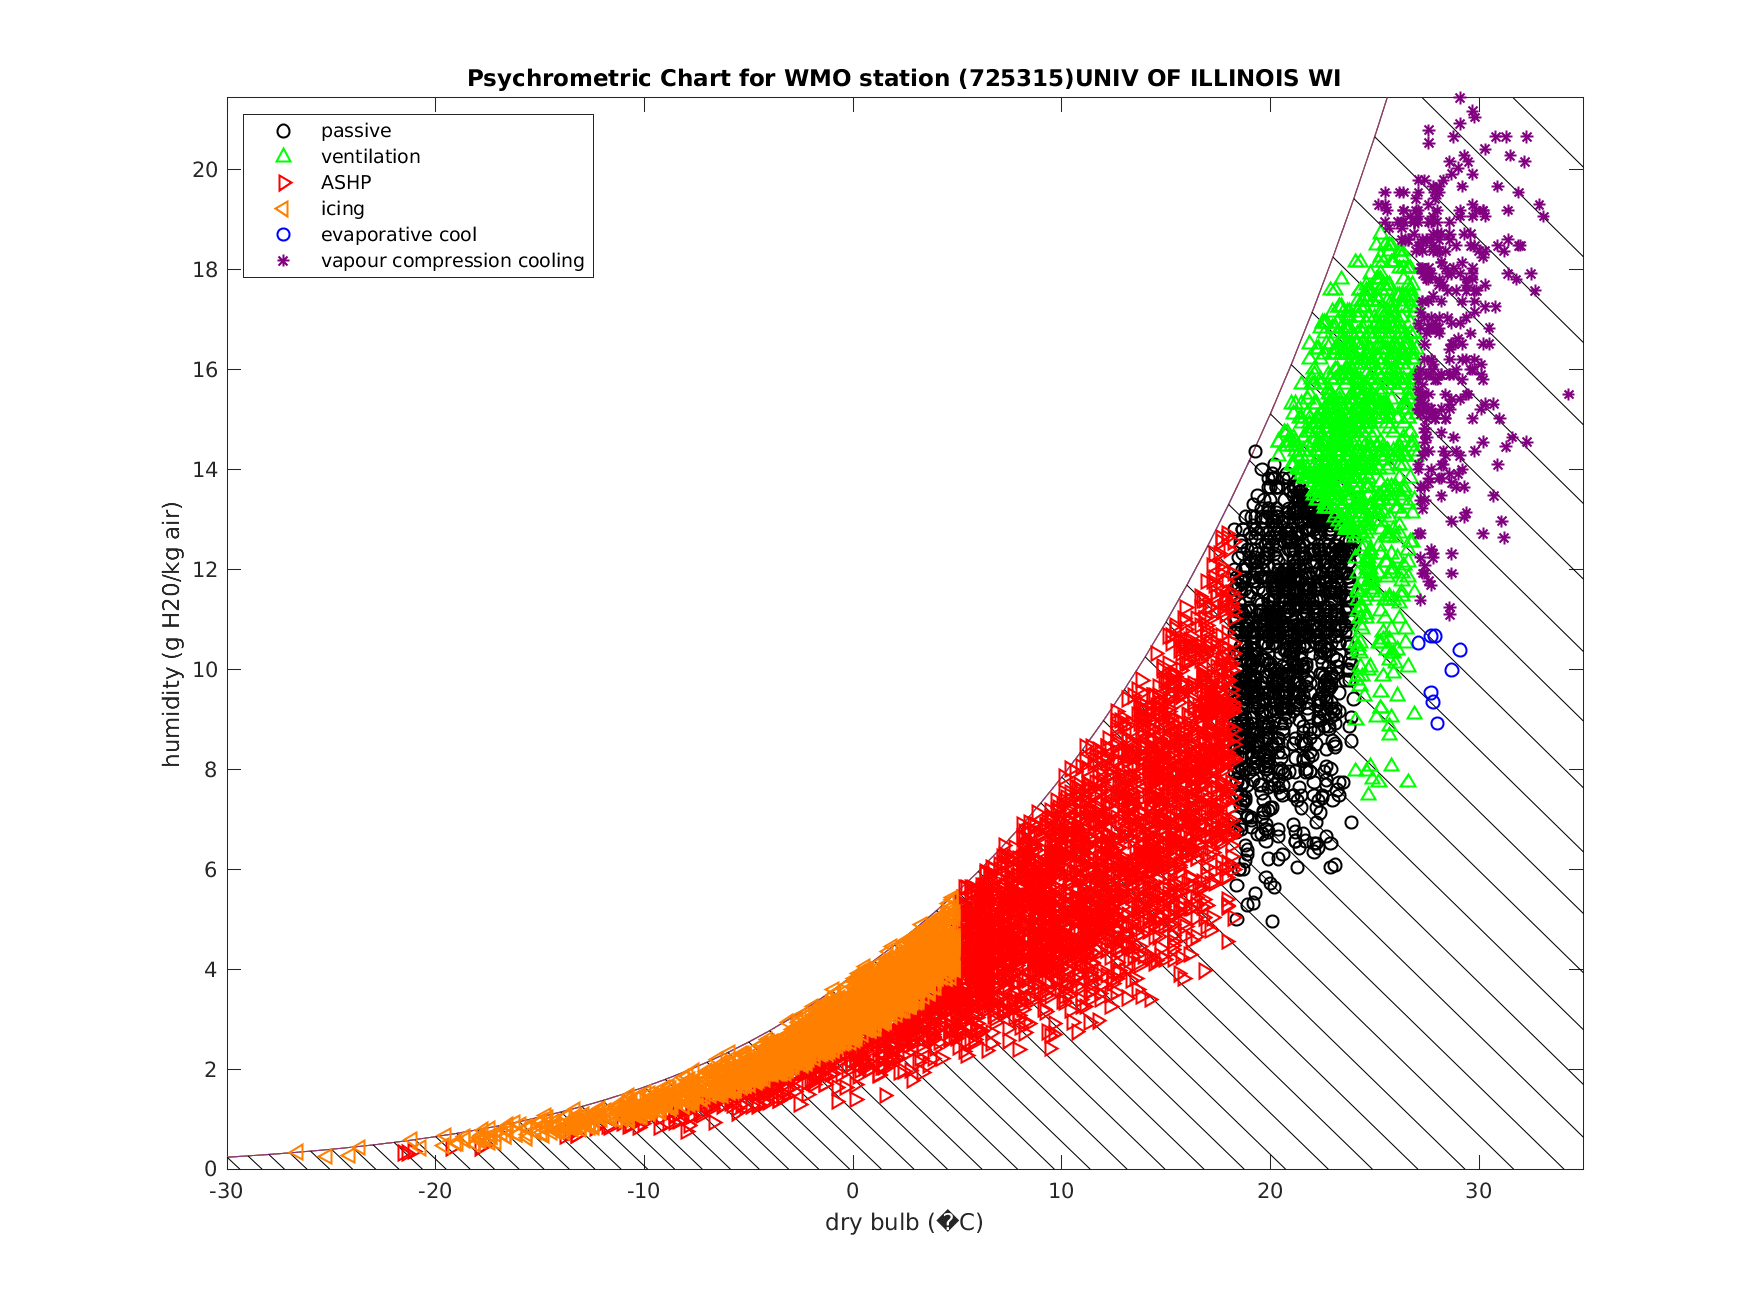 Psychrometric Chart for WMO station (725315)UNIV OF ILLINOIS WI
passive
ventilation
ASHP
icing
evaporative cool
vapour compression cooling
20
18
16
14
12
10
8
6
4
2
0
humidity (g H20/kg air)
-30 -20 -10 0 10 20 30
dry bulb (�C)